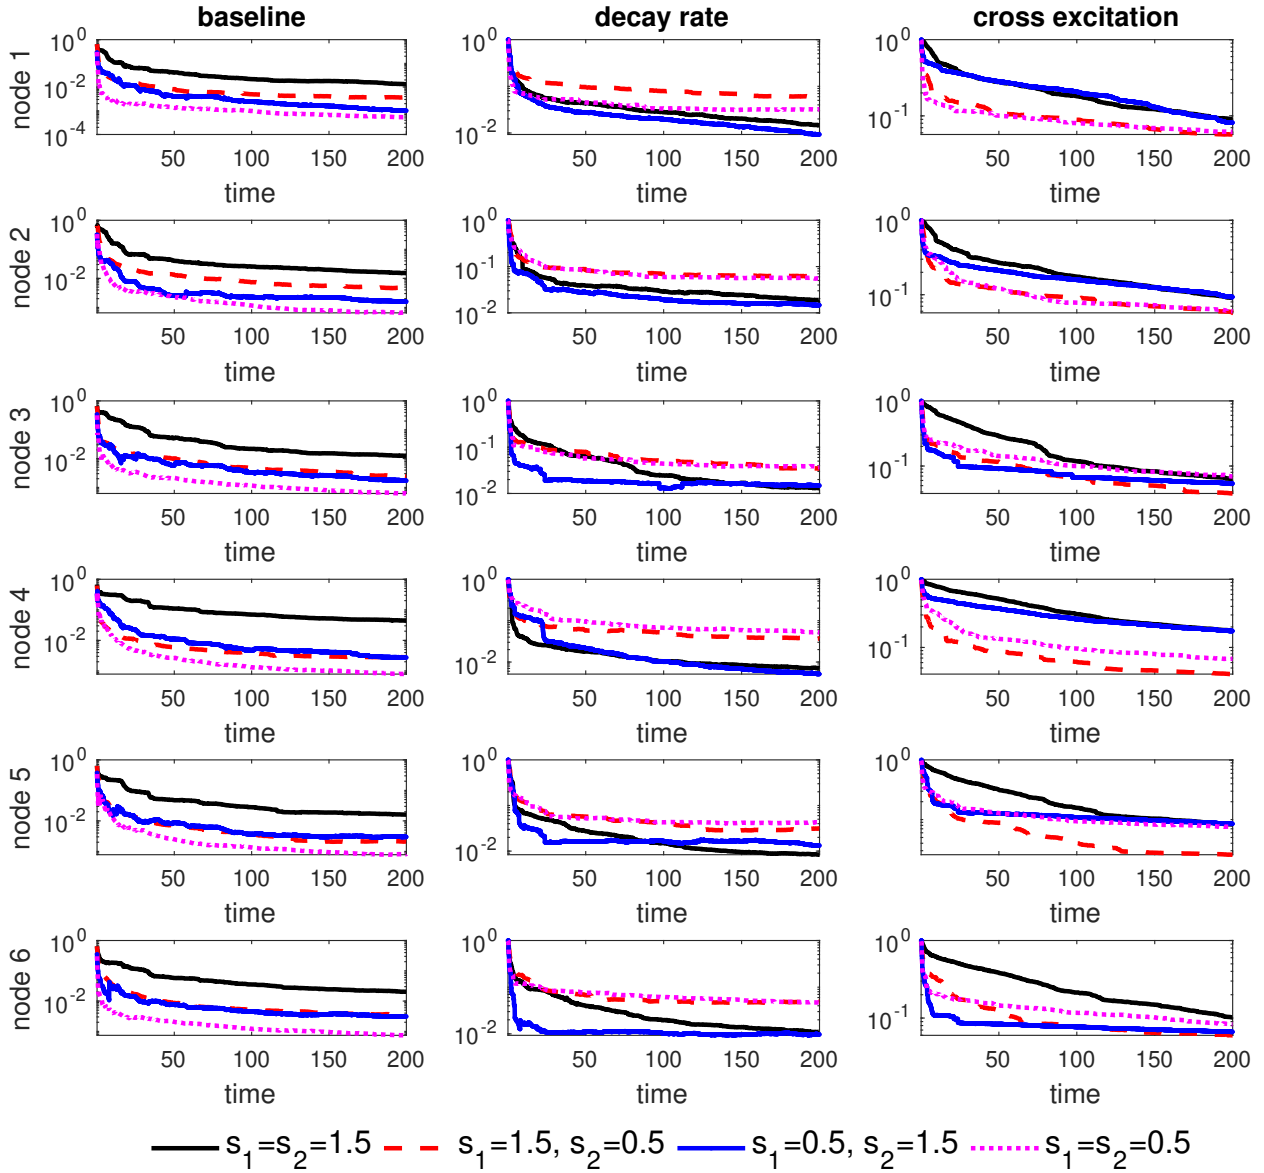 baseline decay rate cross excitation
node 1
10^0 10^0 10^0
10^-2 10^-2 10^-1
10^-4
50 100 150 200 50 100 150 200 50 100 150 200
time time time
node 2
10^0 10^0 10^0
10^-2 10^-1 10^-1
10^-2
50 100 150 200 50 100 150 200 50 100 150 200
time time time
node 3
10^0 10^0 10^0
10^-2 10^-1 10^-1
10^-2
50 100 150 200 50 100 150 200 50 100 150 200
time time time
node 4
10^0 10^0 10^0
10^-2 10^-2 10^-1
50 100 150 200 50 100 150 200 50 100 150 200
time time time
node 5
10^0 10^0 10^0
10^-2 10^-2 10^-1
50 100 150 200 50 100 150 200 50 100 150 200
time time time
node 6
10^0 10^0 10^0
10^-2 10^-2 10^-1
50 100 150 200 50 100 150 200 50 100 150 200
time time time
s_1=s_2=1.5 s_1=1.5, s_2=0.5 s_1=0.5, s_2=1.5 s_1=s_2=0.5